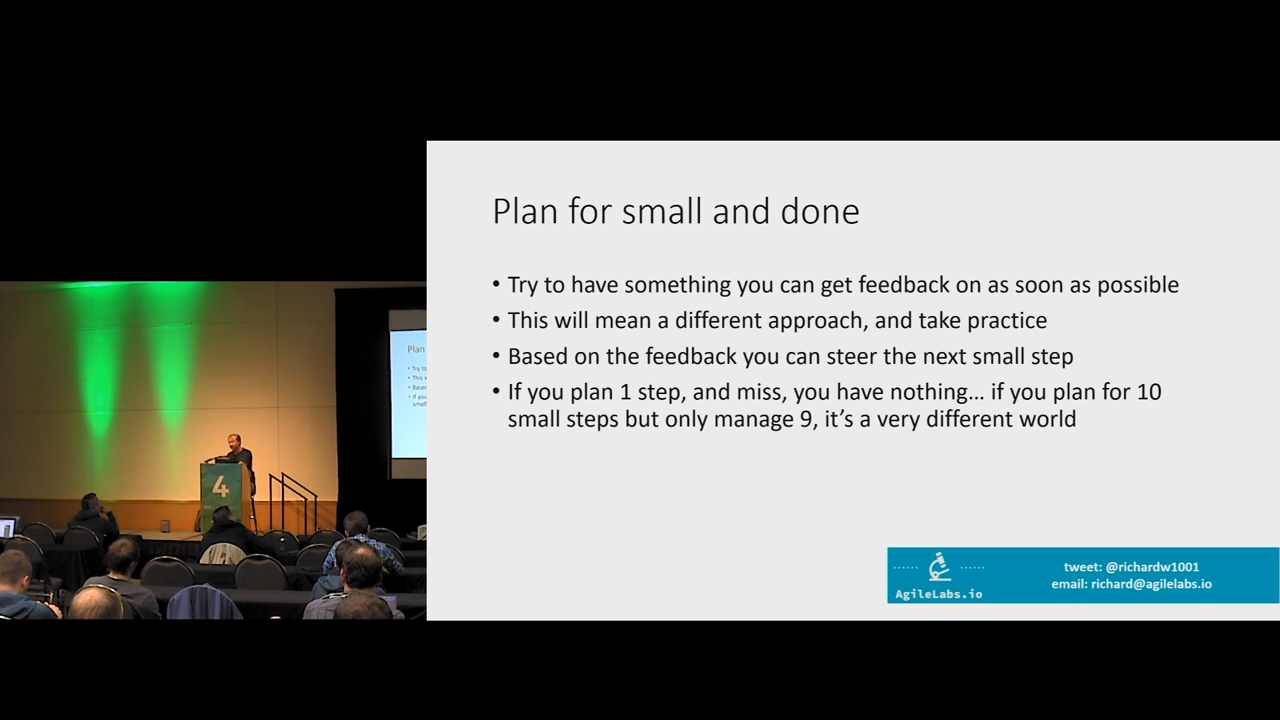 Plan for small and done
• Try to have something you can get feedback on as soon as possible
• This will mean a different approach, and take practice
• Based on the feedback you can steer the next small step
• If you plan 1 step, and miss, you have nothing... if you plan for 10
small steps but only manage 9, it’s a very different world
AgileLabs.io
tweet: @richardw1001
email: richard@agilelabs.io
4
Plan